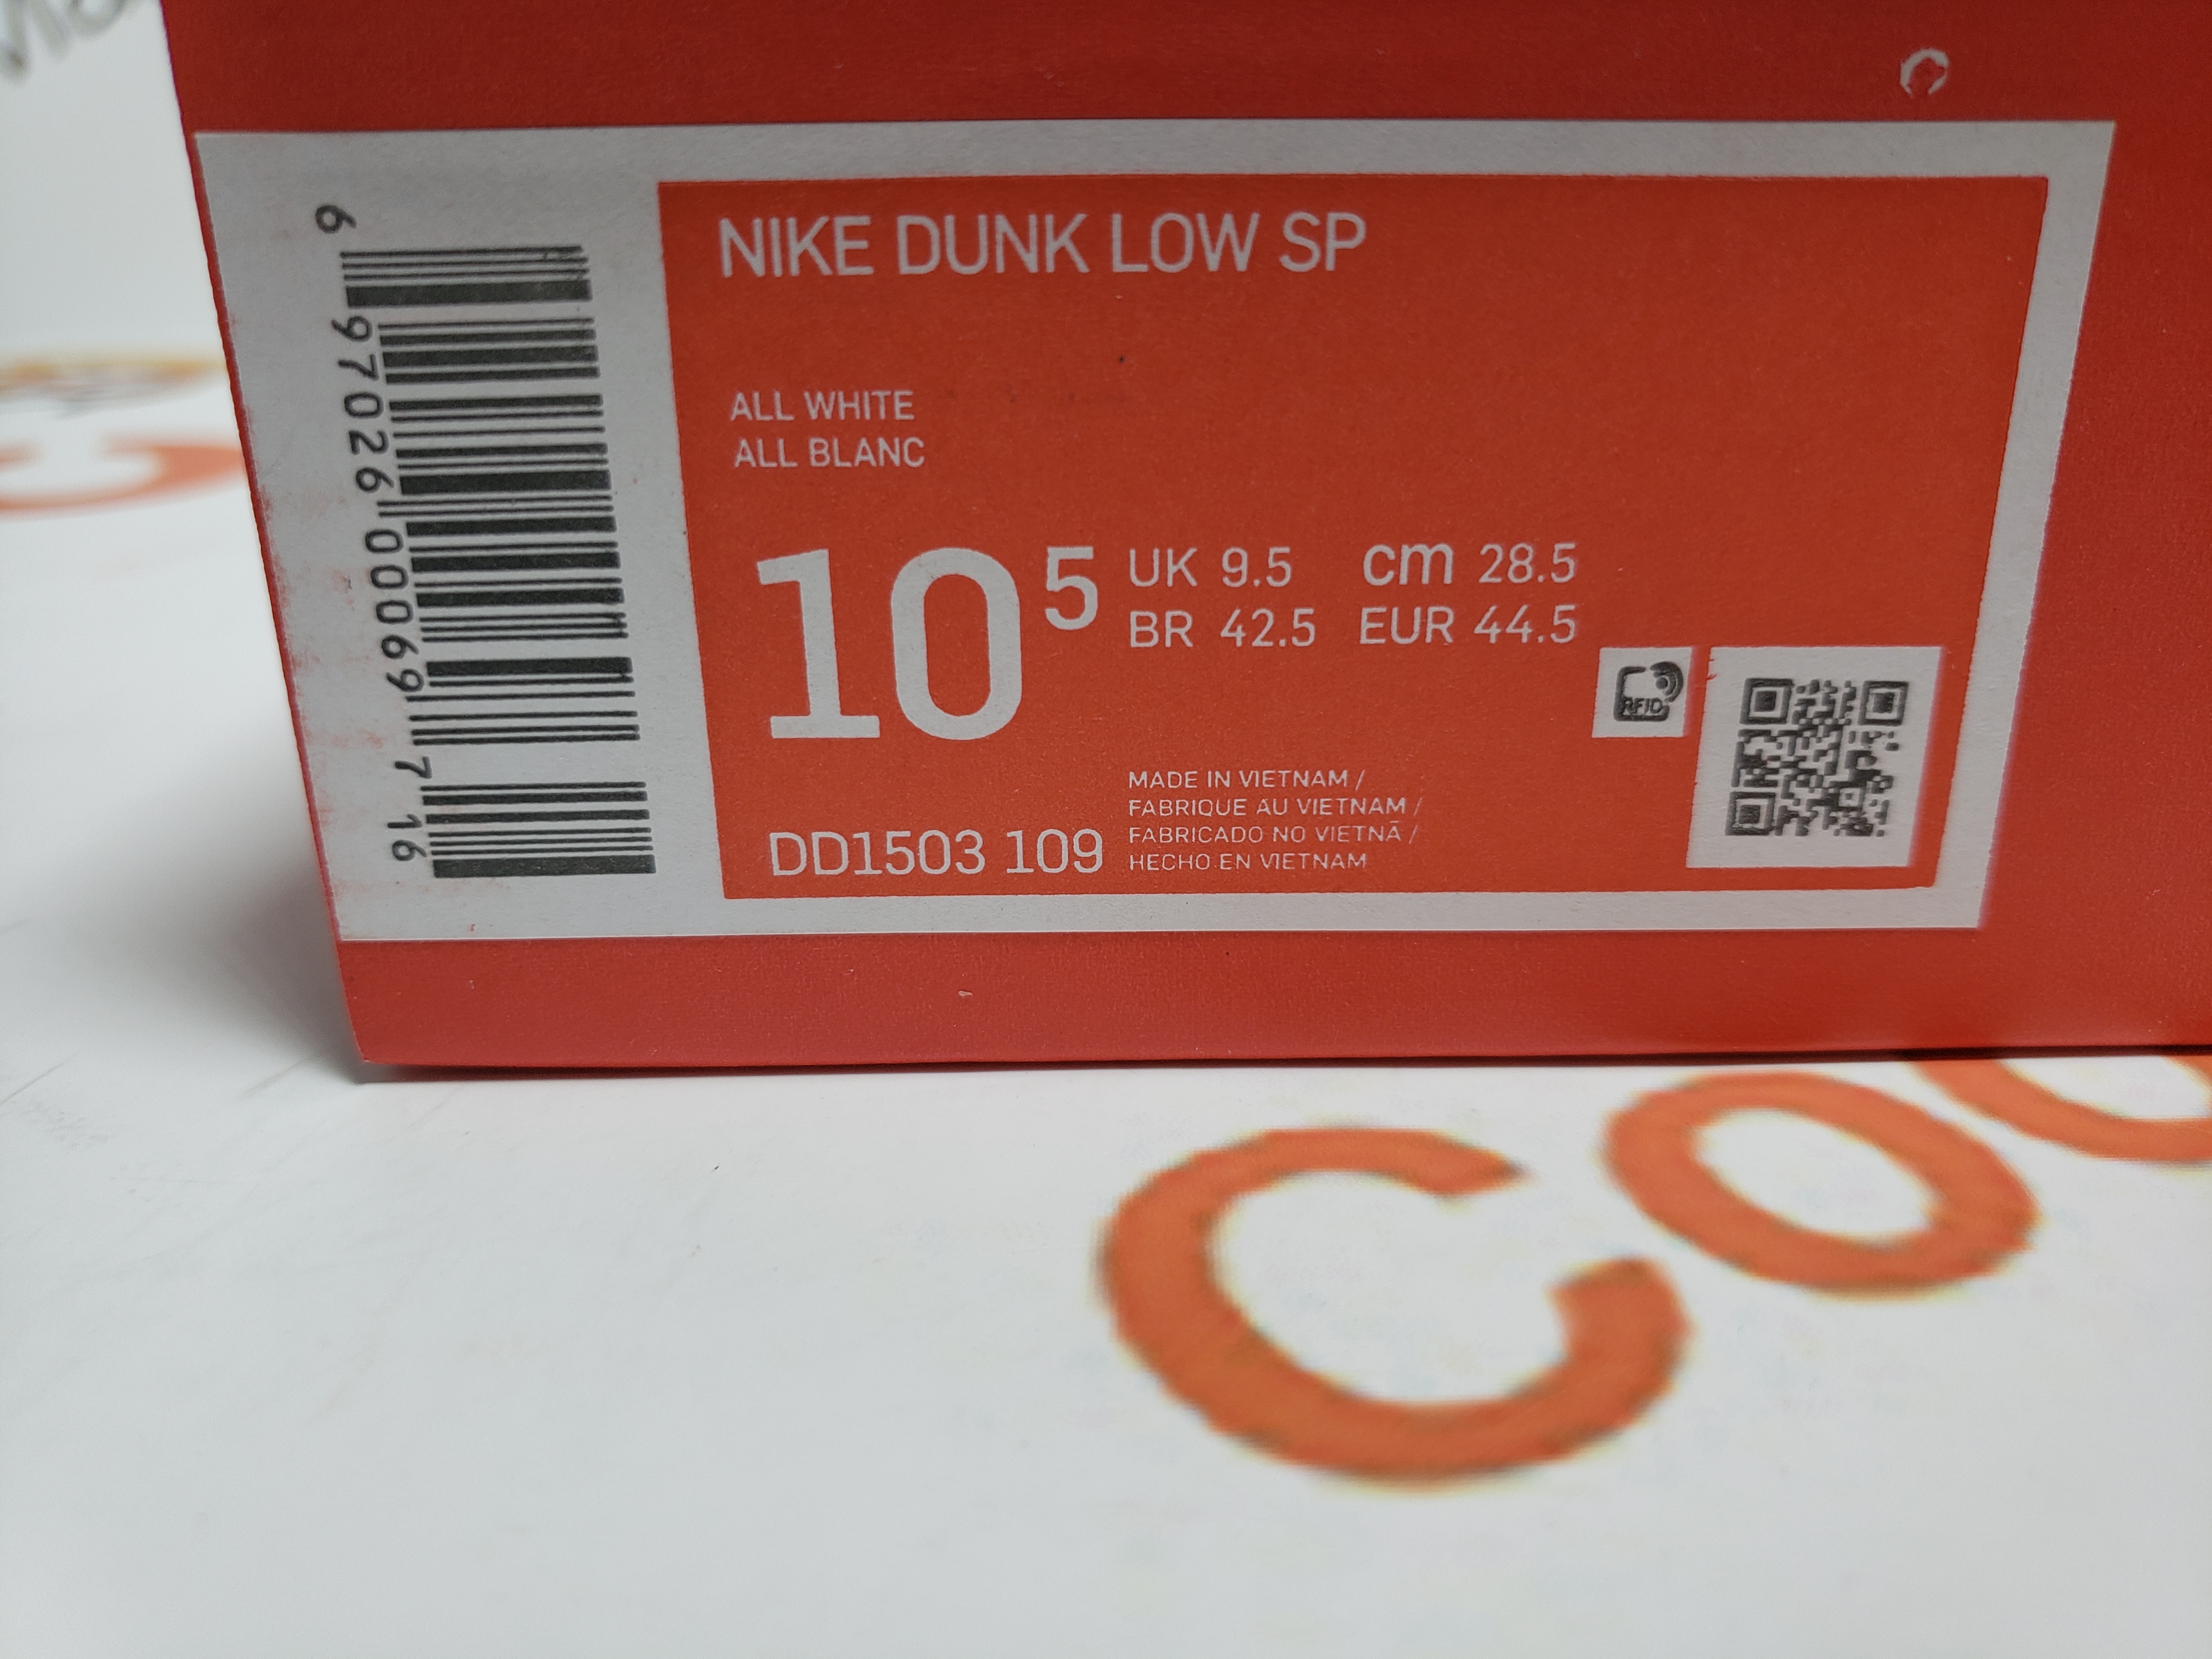 NIKE DUNK LOW SP
ALL WHITE
ALL BLANC
10 5
UK 9.5 cm 28.5
BR 42.5 EUR 44.5
RFID
MADE IN VIETNAM /
FABRIQUE AU VIETNAM /
FABRICADO NO VIETNÃ /
HECHO EN VIETNAM
DD1503 109
6 97026 00069 7 16